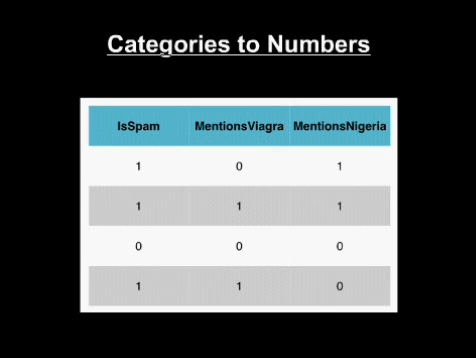 Categories to Numbers
IsSpam MentionsViagra MentionsNigeria
1 0 1
1 1 1
0 0 0
1 1 0